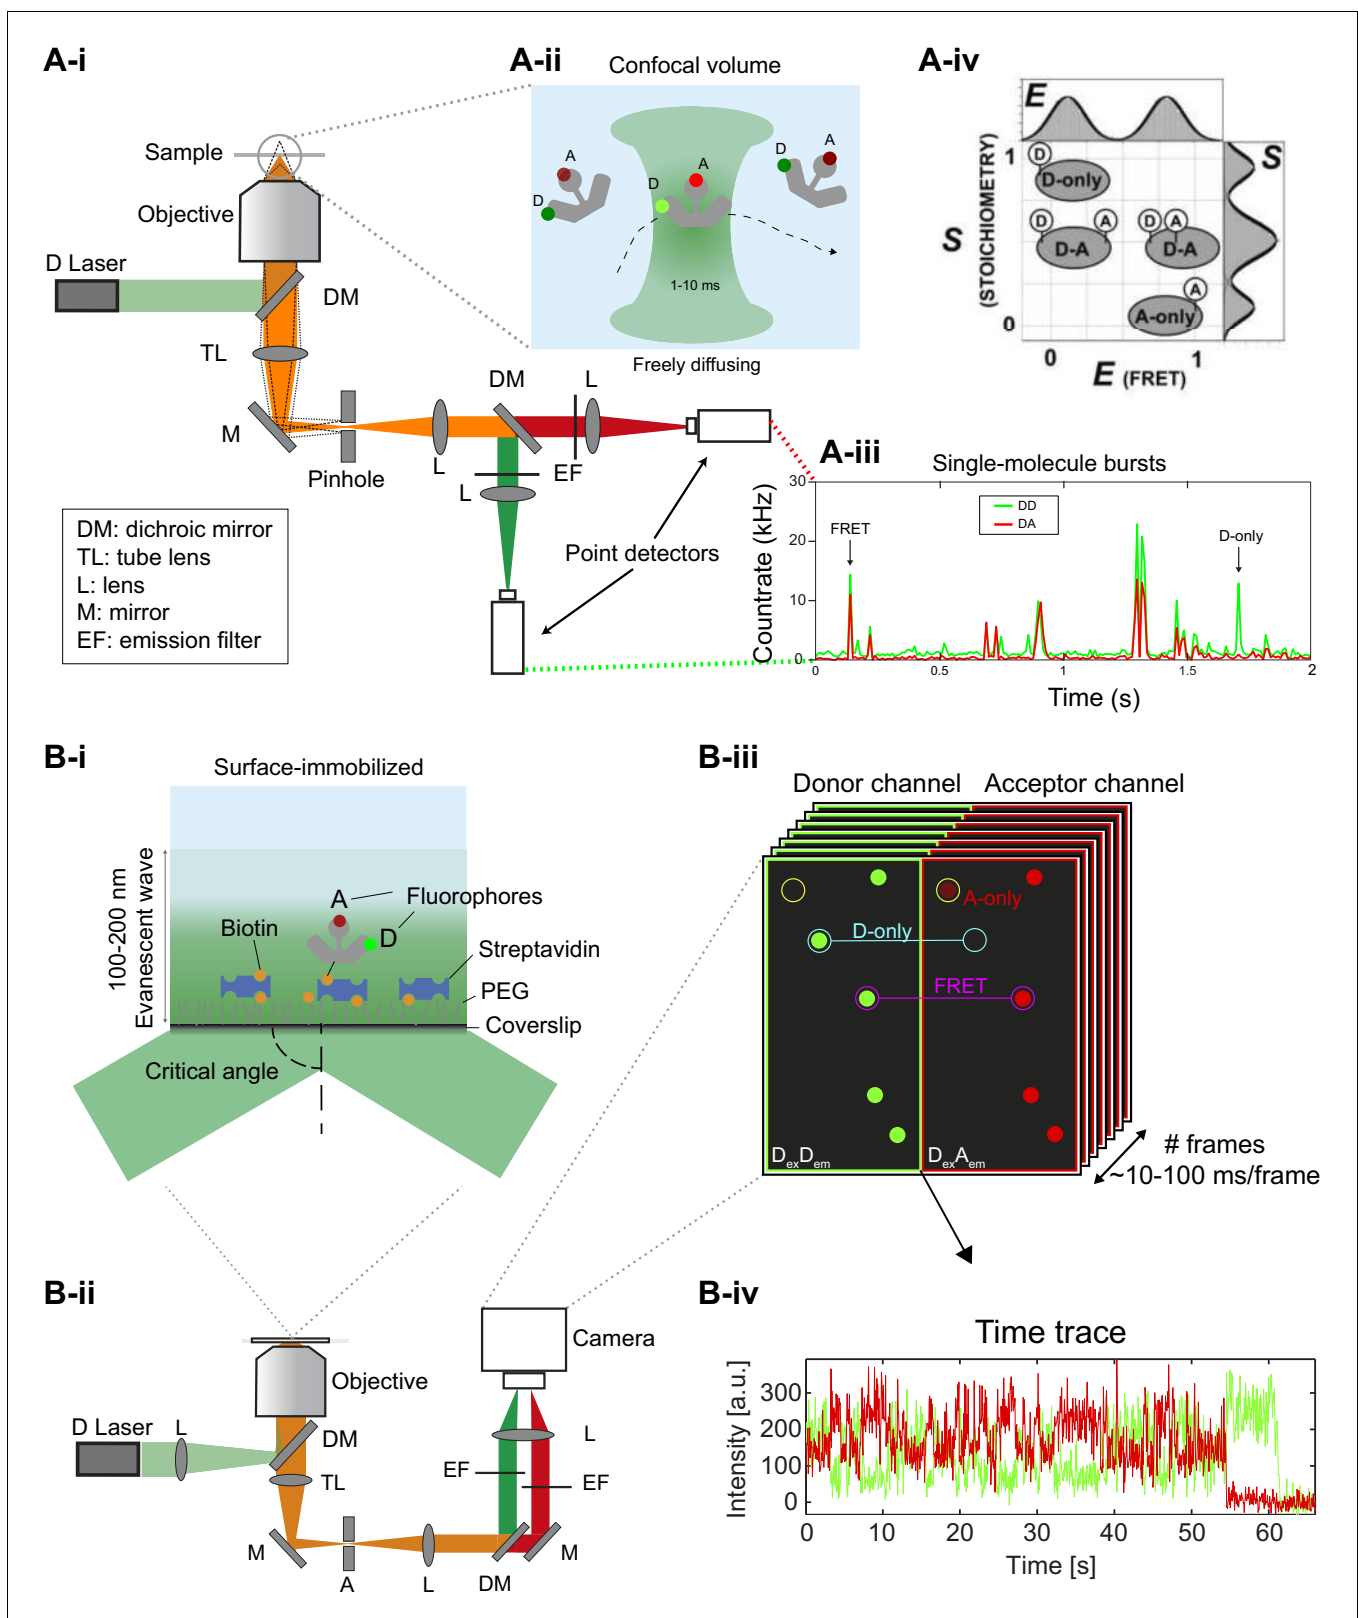 A-i
Sample
Objective
D Laser
DM
TL
M
Pinhole
L
DM
L
EF
L
Point detectors
DM: dichroic mirror
TL: tube lens
L: lens
M: mirror
EF: emission filter
A-ii
Confocal volume
A
D
D
A
D
A
1-10 ms
Freely diffusing
A-iv
E
S
1
D
D-only
D
A
D-A
D
A
D-A
A
A-only
0
S
(STOICHIOMETRY)
0
1
E (FRET)
A-iii
Single-molecule bursts
DD
DA
FRET
D-only
Countrate (kHz)
30
20
10
0
0
0.5
1
1.5
2
Time (s)
B-i
Surface-immobilized
100-200 nm
Evanescent wave
A
Fluorophores
D
Biotin
Streptavidin
PEG
Coverslip
Critical angle
B-ii
Camera
Objective
D Laser
L
DM
TL
M
A
L
DM
M
EF
EF
L
B-iii
Donor channel
Acceptor channel
A-only
D-only
FRET
DexDem
DexAem
# frames
~10-100 ms/frame
B-iv
Time trace
Intensity [a.u.]
300
200
100
0
0
10
20
30
40
50
60
Time [s]